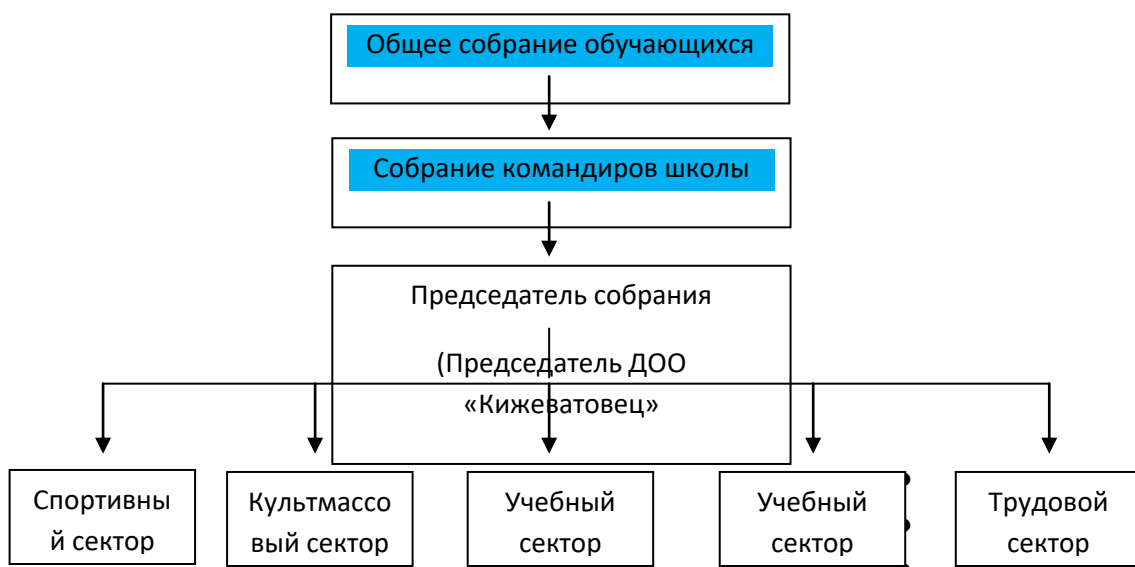 Общее собрание обучающихся
Собрание командиров школы
Председатель собрания
(Председатель ДОО
«Кижеватовец»
Спортивны
й сектор
Культмассо
вый сектор
Учебный
сектор
Учебный
сектор
Трудовой
сектор